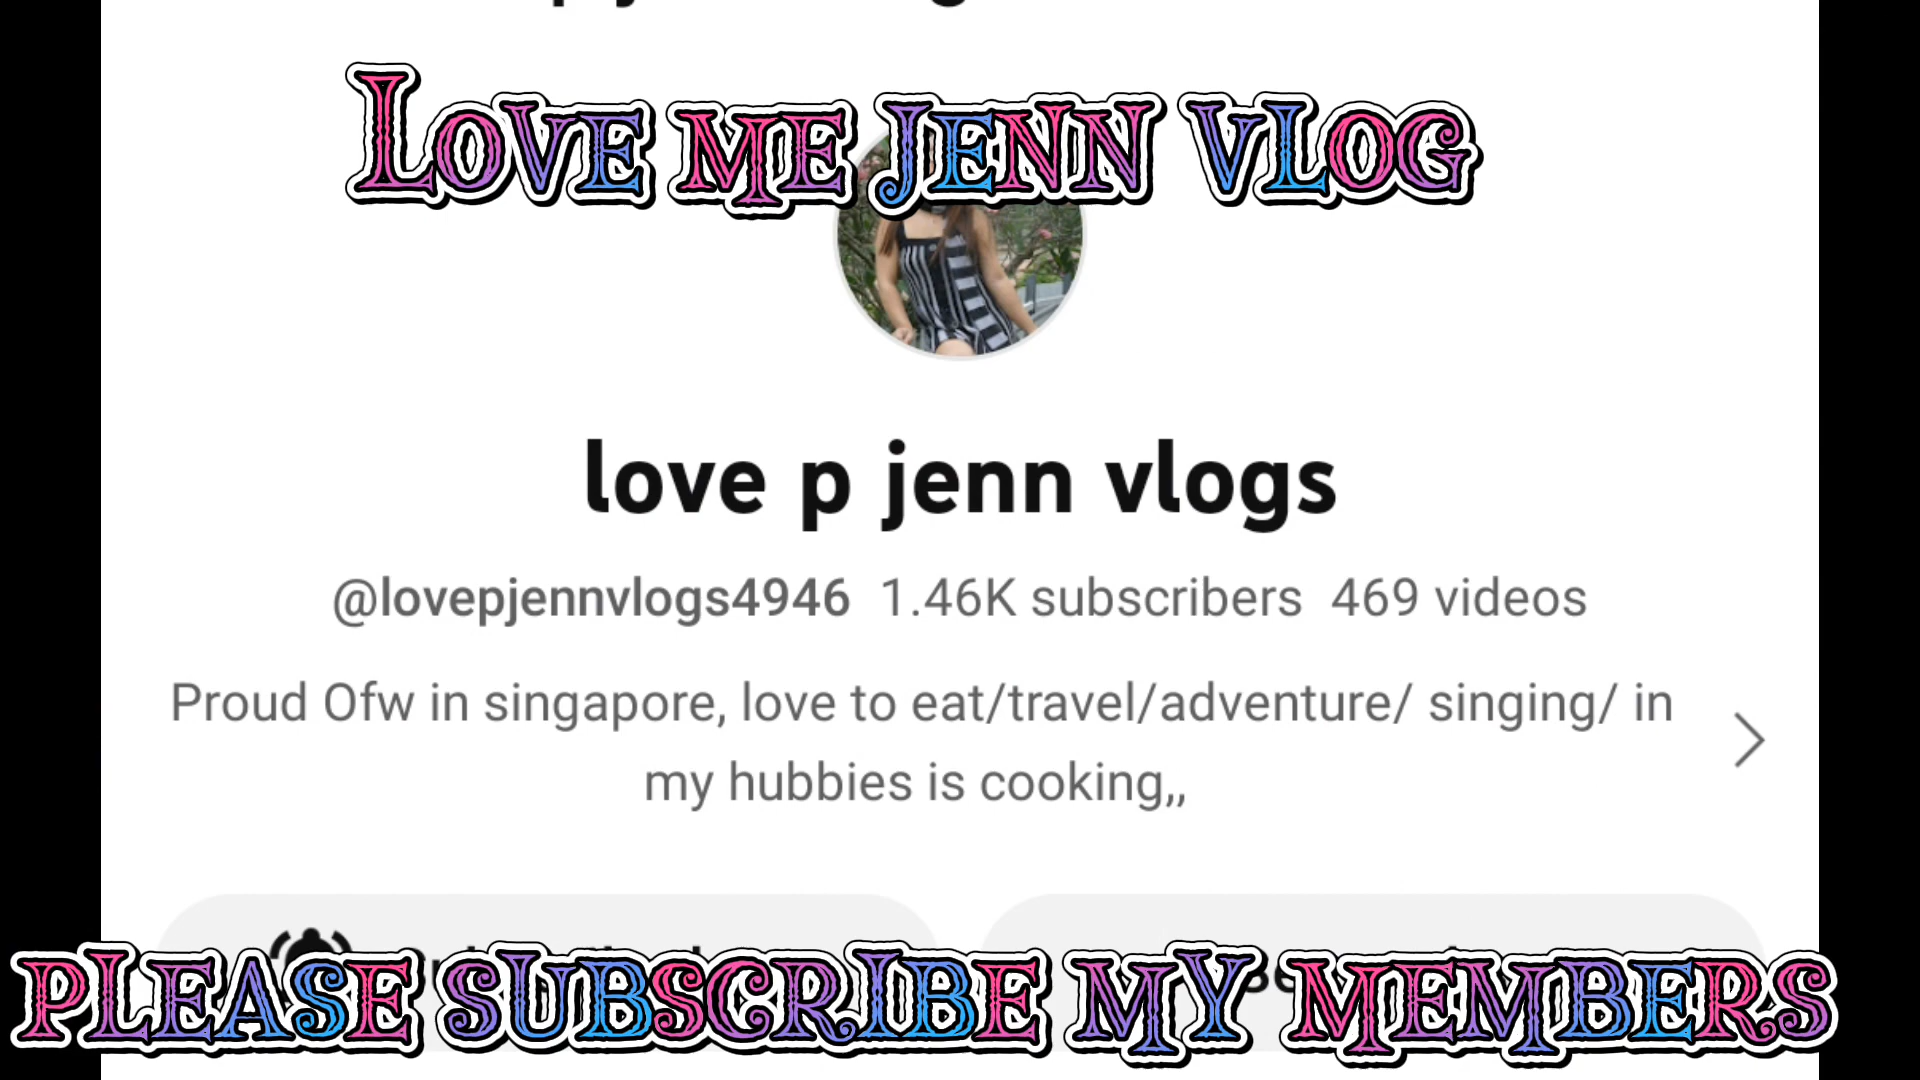 Love me jenn vlog
love p jenn vlogs
@lovepjennvlogs4946 1.46K subscribers 469 videos
Proud Ofw in singapore, love to eat/travel/adventure/ singing/ in
my hubbies is cooking,,
please subscribe my members